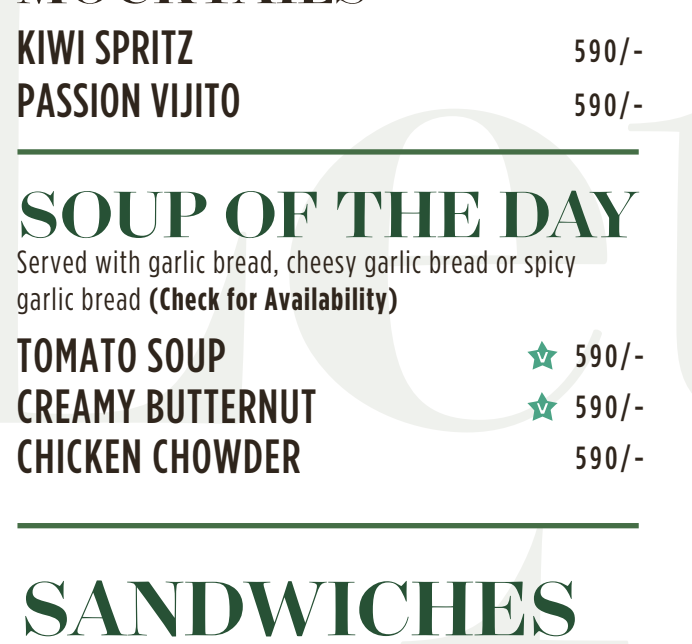 MOCKTAILS
KIWI SPRITZ 590/-
PASSION VIJITO 590/-
SOUP OF THE DAY
Served with garlic bread, cheesy garlic bread or spicy
garlic bread (Check for Availability)
TOMATO SOUP V 590/-
CREAMY BUTTERNUT V 590/-
CHICKEN CHOWDER 590/-
SANDWICHES